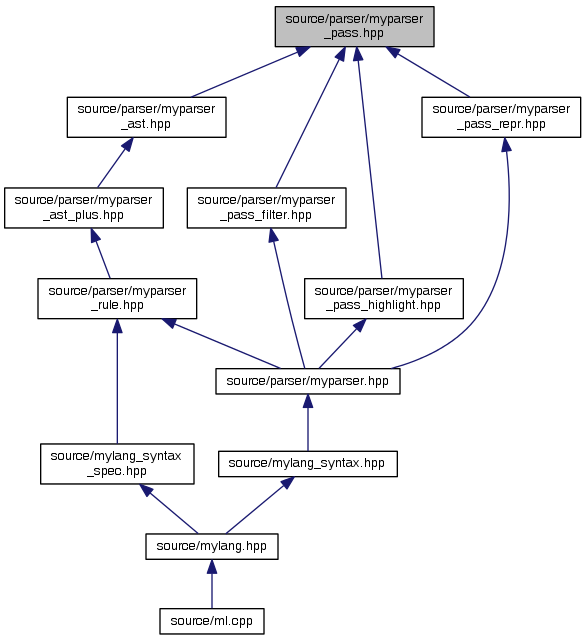 source/parser/myparser
_pass.hpp
source/parser/myparser
_ast.hpp
source/parser/myparser
_pass_repr.hpp
source/parser/myparser
_ast_plus.hpp
source/parser/myparser
_pass_filter.hpp
source/parser/myparser
_rule.hpp
source/parser/myparser
_pass_highlight.hpp
source/parser/myparser.hpp
source/mylang_syntax
_spec.hpp
source/mylang_syntax.hpp
source/mylang.hpp
source/ml.cpp